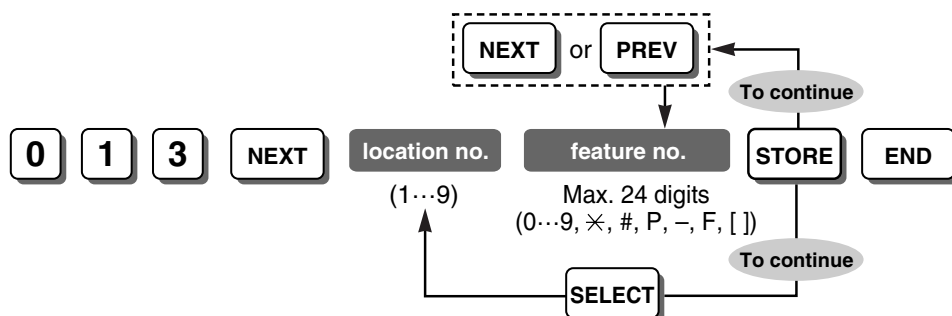 NEXT or PREV
To continue
0 1 3 NEXT location no. feature no. STORE END
(1···9) Max. 24 digits
(0···9, ✳, #, P, –, F, [ ])
To continue
SELECT